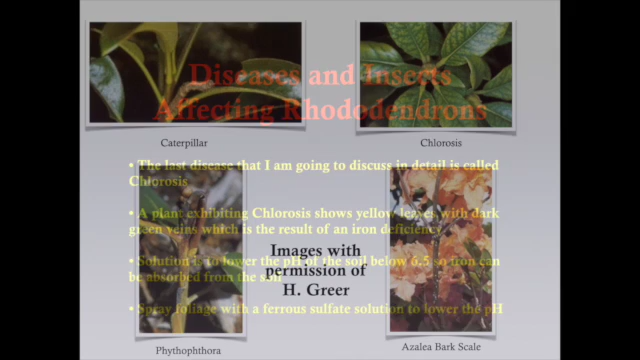 Diseases and Insects
Affecting Rhododendrons
Caterpillar
Chlorosis
• The last disease that I am going to discuss in detail is called
Chlorosis
• A plant exhibiting Chlorosis shows yellow leaves with dark
green veins which is the result of an iron deficiency
Images with
permission of
H. Greer
• Solution is to lower the pH of the soil below 6.5 so iron can
be absorbed from the soil
• Spray foliage with a ferrous sulfate solution to lower the pH
Phythophthora
Azalea Bark Scale